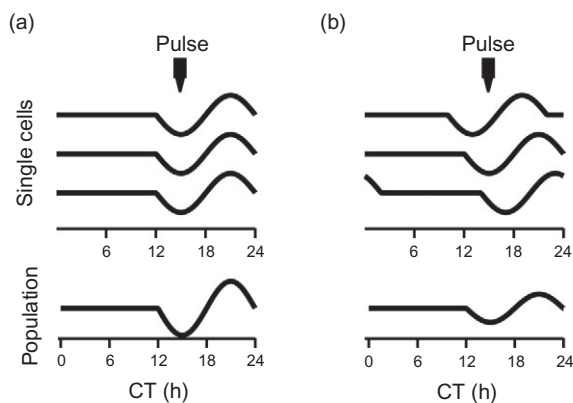 (a)
Pulse
Single cells
6 12 18 24
Population
0 6 12 18 24
CT (h)
(b)
Pulse
6 12 18 24
0 6 12 18 24
CT (h)